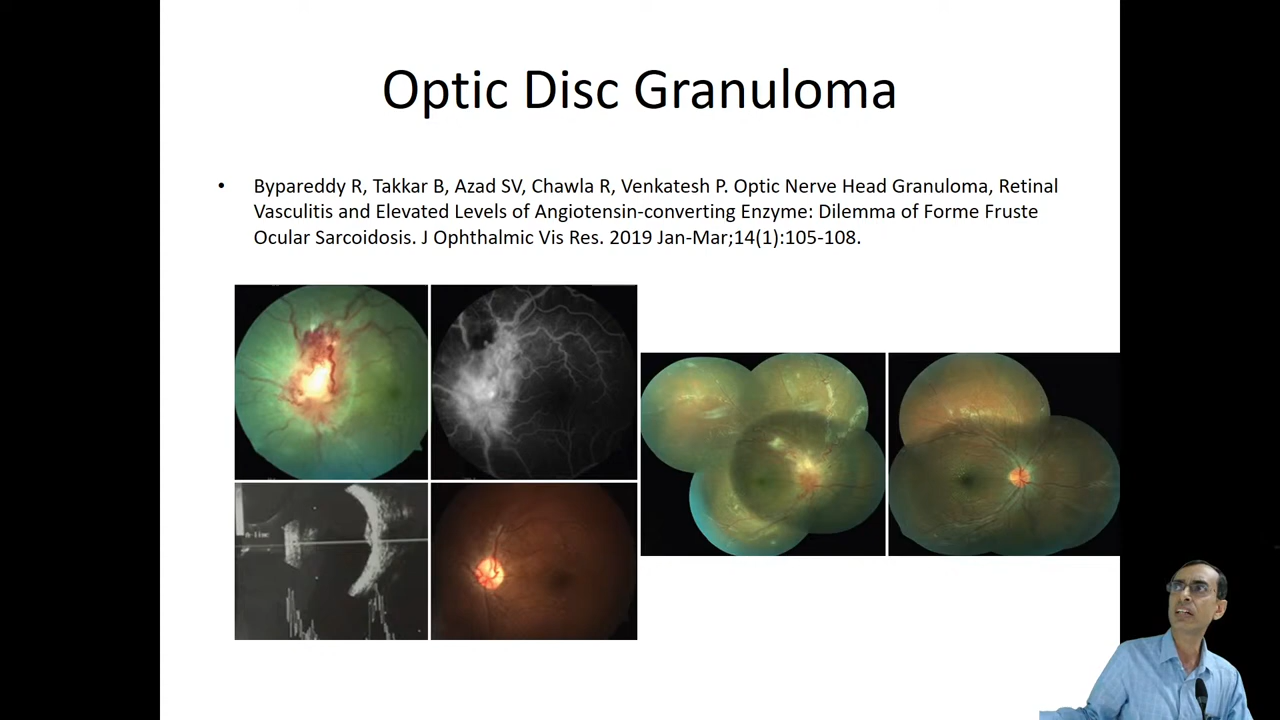 Optic Disc Granuloma
• Bypareddy R, Takkar B, Azad SV, Chawla R, Venkatesh P. Optic Nerve Head Granuloma, Retinal
Vasculitis and Elevated Levels of Angiotensin-converting Enzyme: Dilemma of Forme Fruste
Ocular Sarcoidosis. J Ophthalmic Vis Res. 2019 Jan-Mar;14(1):105-108.